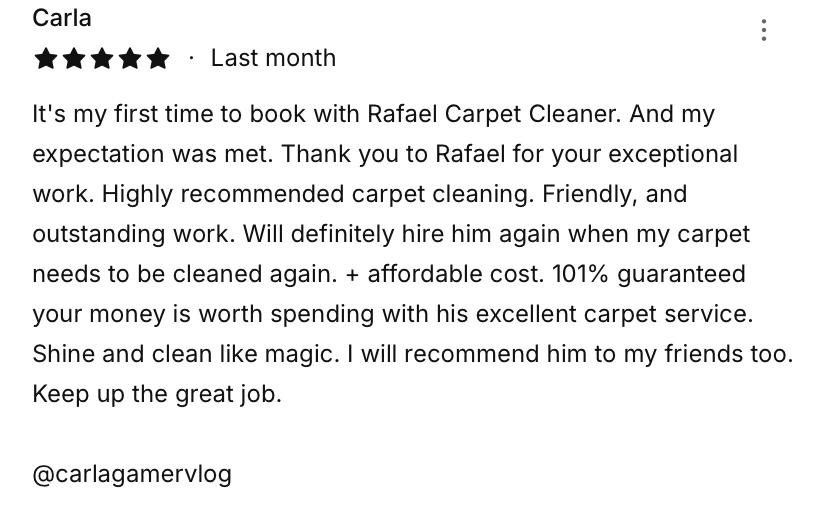 Carla
★★★★★ · Last month
It's my first time to book with Rafael Carpet Cleaner. And my
expectation was met. Thank you to Rafael for your exceptional
work. Highly recommended carpet cleaning. Friendly, and
outstanding work. Will definitely hire him again when my carpet
needs to be cleaned again. + affordable cost. 101% guaranteed
your money is worth spending with his excellent carpet service.
Shine and clean like magic. I will recommend him to my friends too.
Keep up the great job.
@carlagamervlog